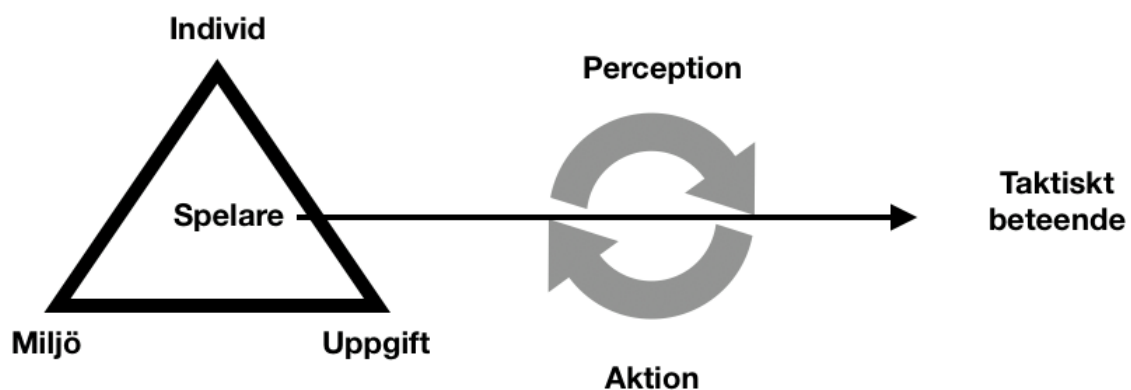 Individ
Perception
Spelare
Taktiskt
beteende
Miljö
Uppgift
Aktion